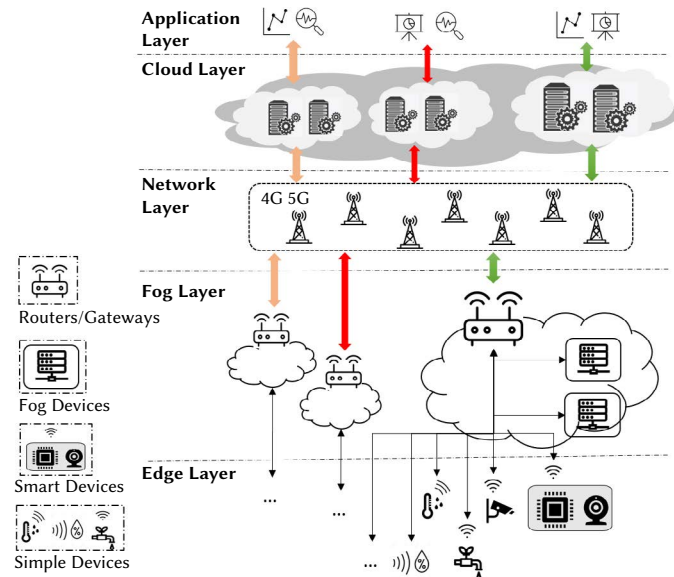 Application
Layer
Cloud Layer
Network
Layer
4G 5G
Fog Layer
Routers/Gateways
Fog Devices
Edge Layer
...
...
Smart Devices
...
%
%
Simple Devices